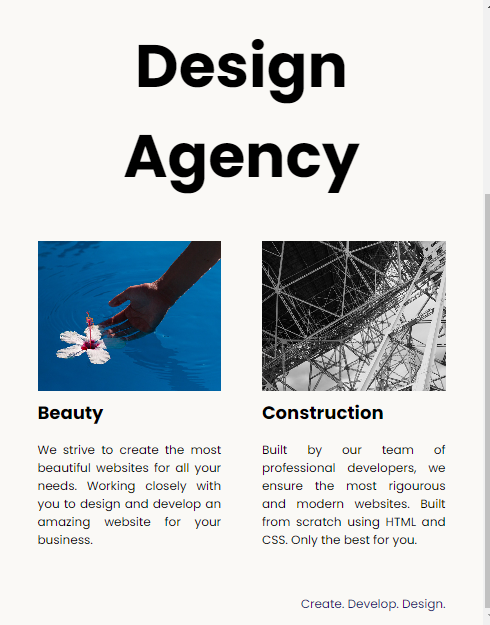 Design
Agency
Beauty
We strive to create the most
beautiful websites for all your
needs. Working closely with
you to design and develop an
amazing website for your
business.
Construction
Built by our team of
professional developers, we
ensure the most rigourous
and modern websites. Built
from scratch using HTML and
CSS. Only the best for you.
Create. Develop. Design.